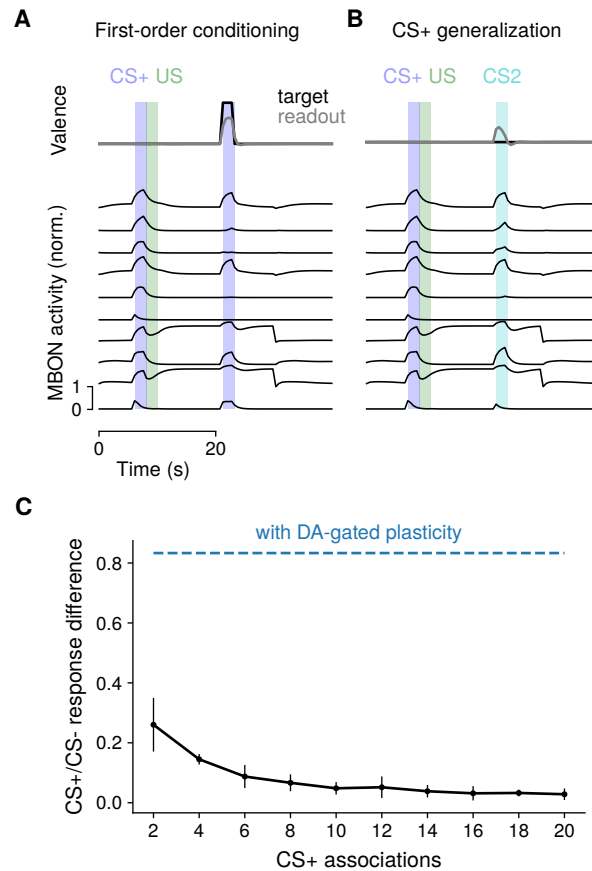 A
First-order conditioning
CS+ US
target
readout
Valence
MBON activity (norm.)
1
0
0
20
Time (s)
B
CS+ generalization
CS+ US
CS2
C
with DA-gated plasticity
CS+/CS- response difference
0.8
0.6
0.4
0.2
0.0
2 4 6 8 10 12 14 16 18 20
CS+ associations